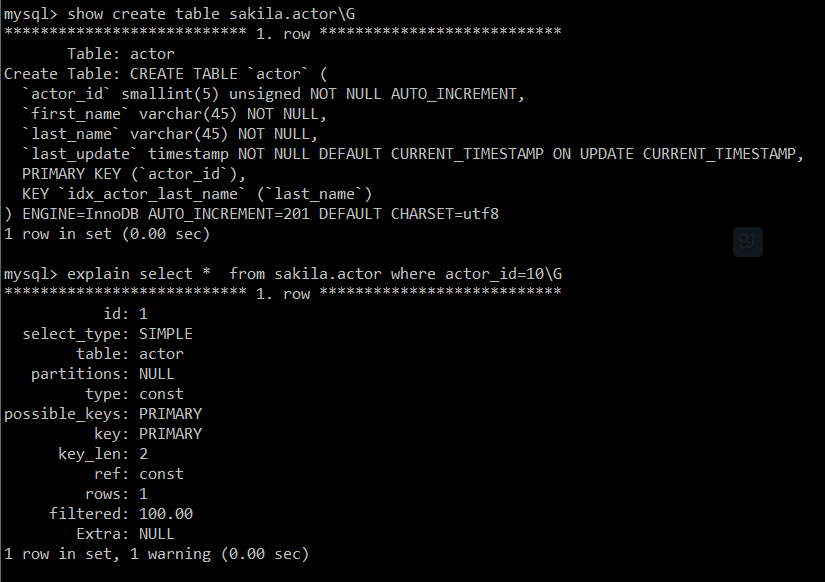 mysql> show create table sakila.actor\G
*************************** 1. row ***************************
       Table: actor
Create Table: CREATE TABLE `actor` (
  `actor_id` smallint(5) unsigned NOT NULL AUTO_INCREMENT,
  `first_name` varchar(45) NOT NULL,
  `last_name` varchar(45) NOT NULL,
  `last_update` timestamp NOT NULL DEFAULT CURRENT_TIMESTAMP ON UPDATE CURRENT_TIMESTAMP,
  PRIMARY KEY (`actor_id`),
  KEY `idx_actor_last_name` (`last_name`)
) ENGINE=InnoDB AUTO_INCREMENT=201 DEFAULT CHARSET=utf8
1 row in set (0.00 sec)

mysql> explain select *  from sakila.actor where actor_id=10\G
*************************** 1. row ***************************
           id: 1
  select_type: SIMPLE
        table: actor
   partitions: NULL
         type: const
possible_keys: PRIMARY
          key: PRIMARY
      key_len: 2
          ref: const
         rows: 1
     filtered: 100.00
        Extra: NULL
1 row in set, 1 warning (0.00 sec)